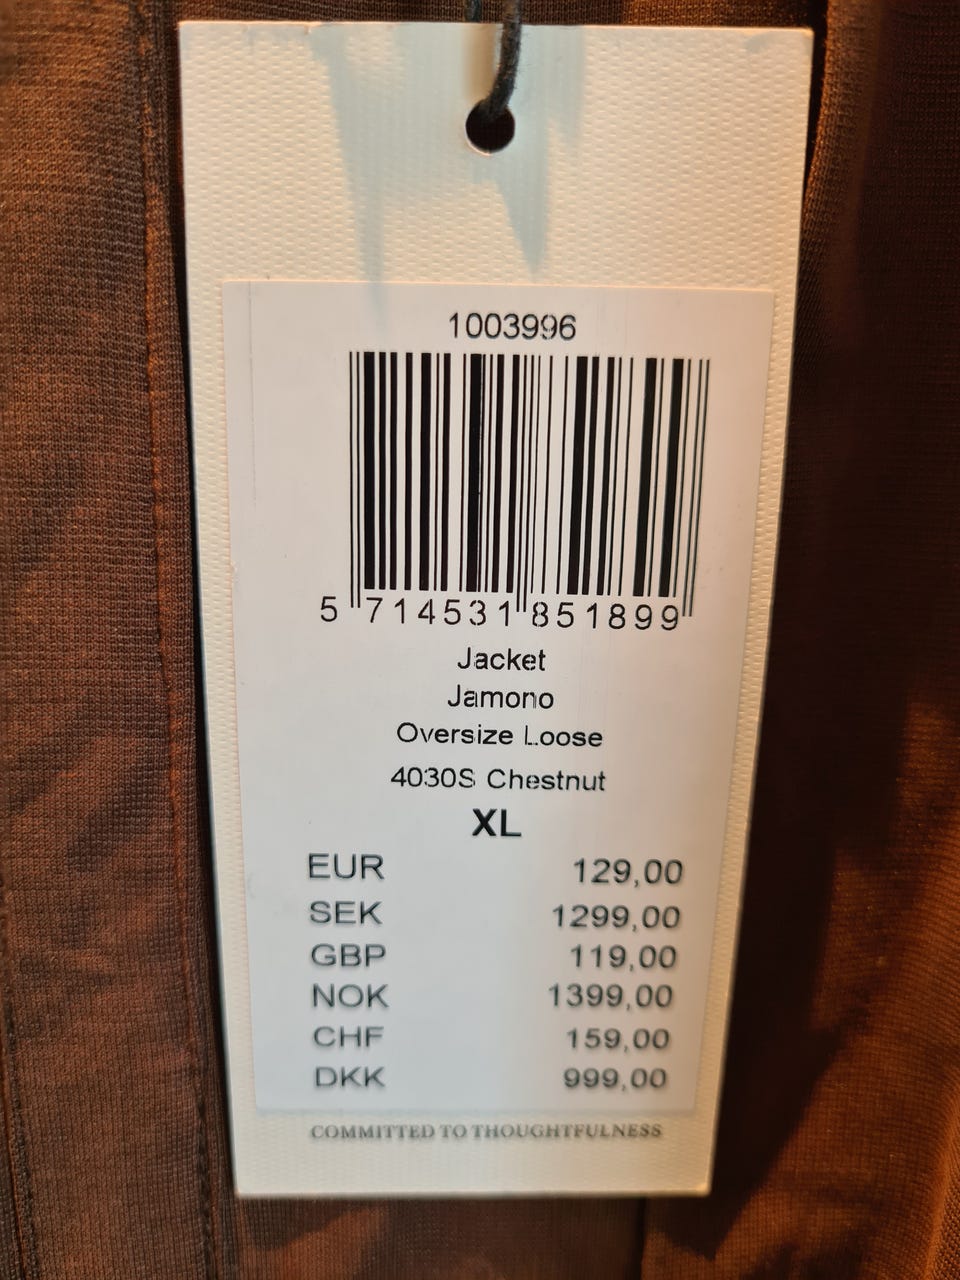 1003996
5 714531 851899
Jacket
Jamono
Oversize Loose
4030S Chestnut
XL
EUR 129,00
SEK 1299,00
GBP 119,00
NOK 1399,00
CHF 159,00
DKK 999,00
COMMITTED TO THOUGHTFULNESS